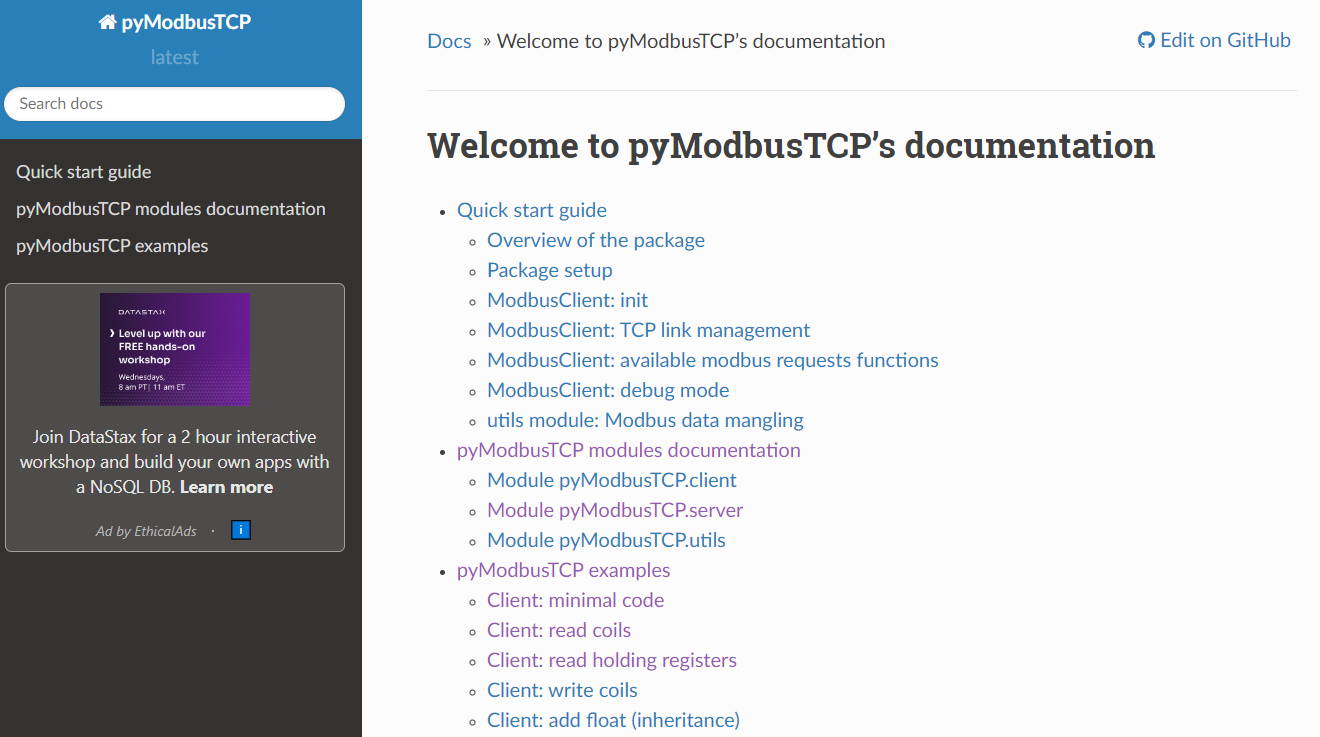 pyModbusTCP
latest
Search docs
Quick start guide
pyModbusTCP modules documentation
pyModbusTCP examples
DATASTAX
Level up with our
FREE hands-on
workshop
Wednesdays,
8 am PT| 11 am ET
Join DataStax for a 2 hour interactive
workshop and build your own apps with
a NoSQL DB. Learn more
Ad by EthicalAds · i
Docs » Welcome to pyModbusTCP’s documentation
Edit on GitHub
Welcome to pyModbusTCP’s documentation
Quick start guide
Overview of the package
Package setup
ModbusClient: init
ModbusClient: TCP link management
ModbusClient: available modbus requests functions
ModbusClient: debug mode
utils module: Modbus data mangling
pyModbusTCP modules documentation
Module pyModbusTCP.client
Module pyModbusTCP.server
Module pyModbusTCP.utils
pyModbusTCP examples
Client: minimal code
Client: read coils
Client: read holding registers
Client: write coils
Client: add float (inheritance)